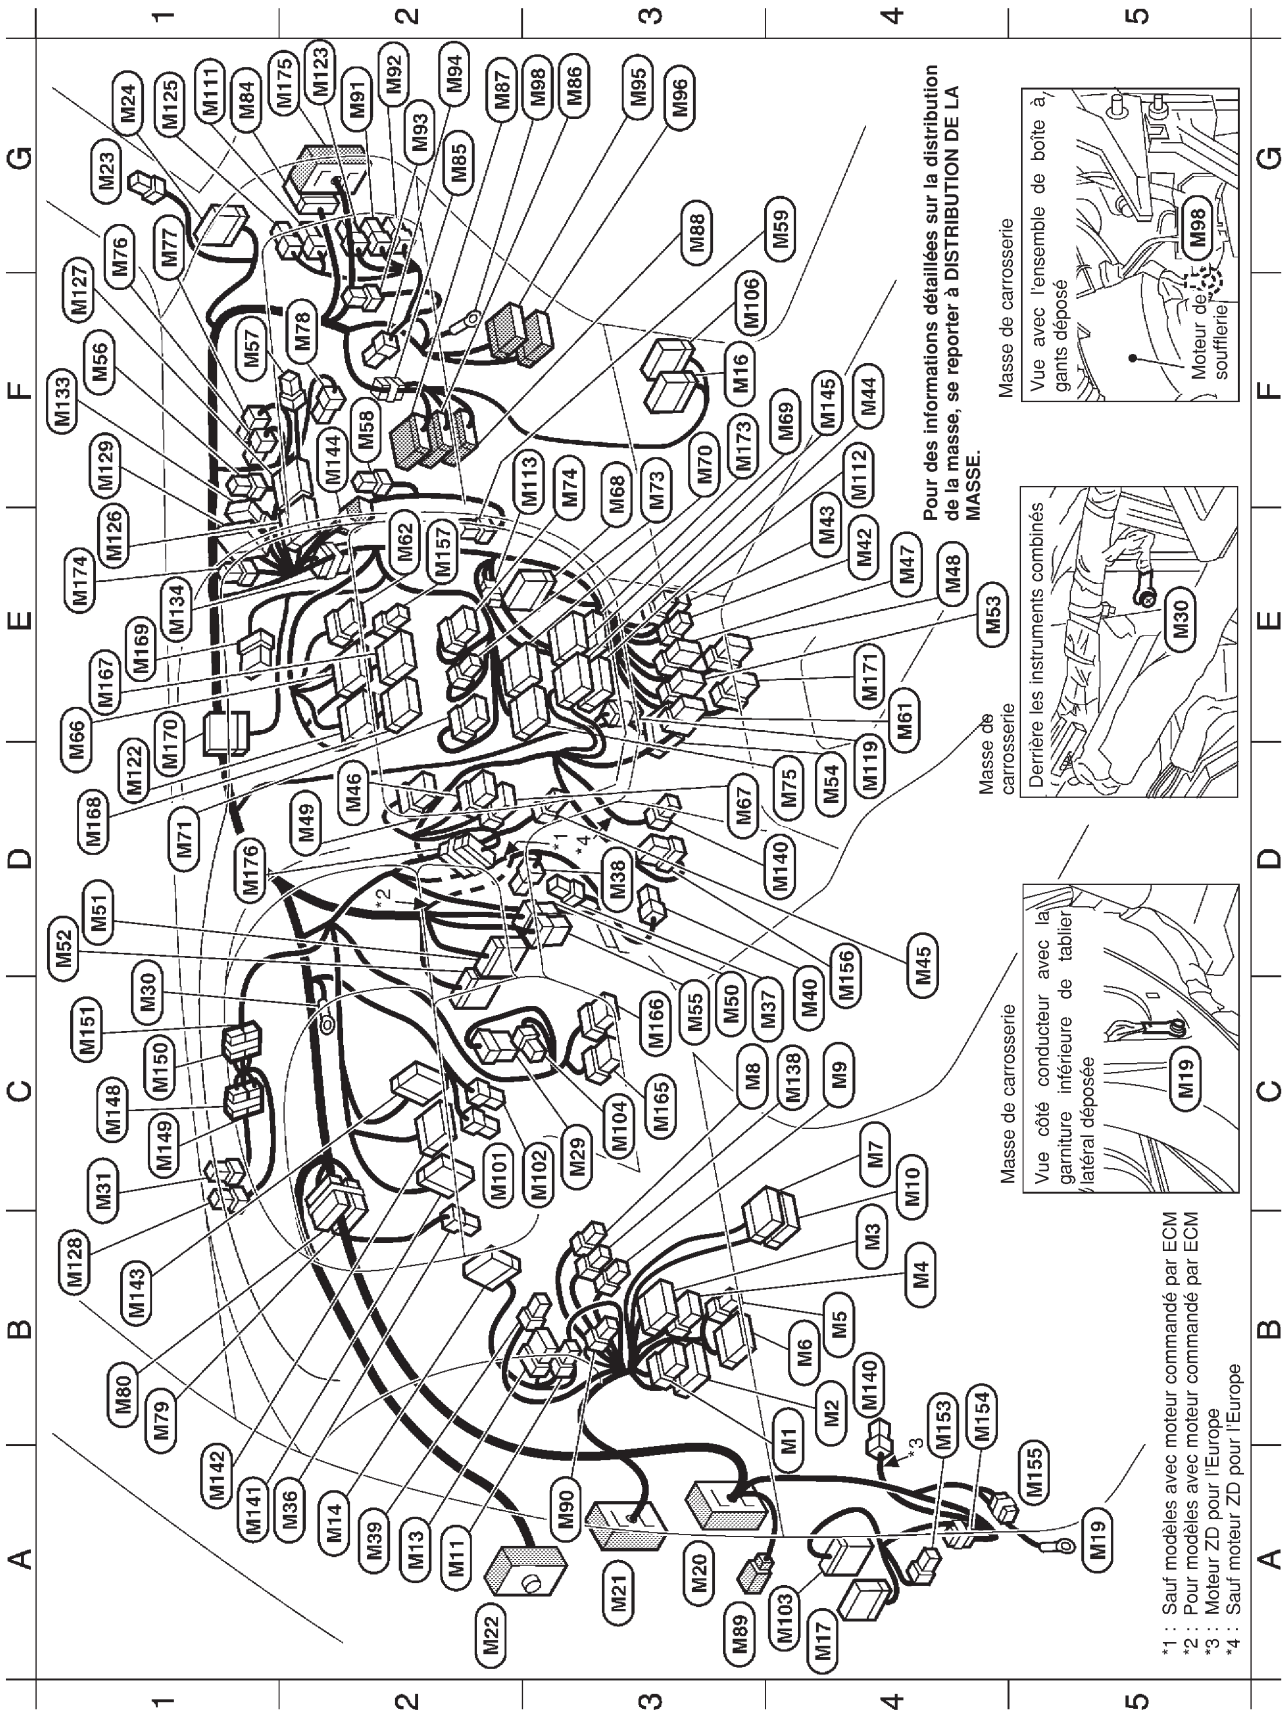 1
2
3
4
5
G
F
E
D
C
B
A
M24
M125
M111
M84
M175
M123
M91
M92
M93
M94
M85
M87
M98
M86
M95
M96
M23
M77
M76
M127
M56
M133
M129
M126
M174
M134
M57
M78
M144
M58
M88
M59
M106
M16
M113
M74
M68
M73
M70
M173
M69
M145
M44
M112
M43
M42
M47
M48
M53
M62
M157
M169
M167
M66
M170
M122
M168
M71
M49
M46
M176
M171
M61
M119
M54
M75
M67
M140
M38
M45
M156
M40
M37
M50
M55
M166
M51
M52
M30
M151
M150
M148
M149
M31
M128
M143
M101
M102
M29
M104
M165
M8
M138
M9
M7
M10
M3
M4
M5
M6
M2
M1
M80
M79
M142
M141
M36
M14
M39
M13
M11
M90
M22
M21
M20
M89
M103
M17
M140
M153
M154
M155
M19
*1
*2
*3
*4
Pour des informations détaillées sur la distribution
de la masse, se reporter à DISTRIBUTION DE LA
MASSE.
Masse de carrosserie
Vue avec l'ensemble de boîte à
gants déposé
Moteur de
soufflerie
M98
Masse de
carrosserie
Derrière les instruments combinés
M30
Masse de carrosserie
Vue côté conducteur avec la
garniture inférieure de tablier
latéral déposée
M19
*1 : Sauf modèles avec moteur commandé par ECM
*2 : Pour modèles avec moteur commandé par ECM
*3 : Moteur ZD pour l'Europe
*4 : Sauf moteur ZD pour l'Europe